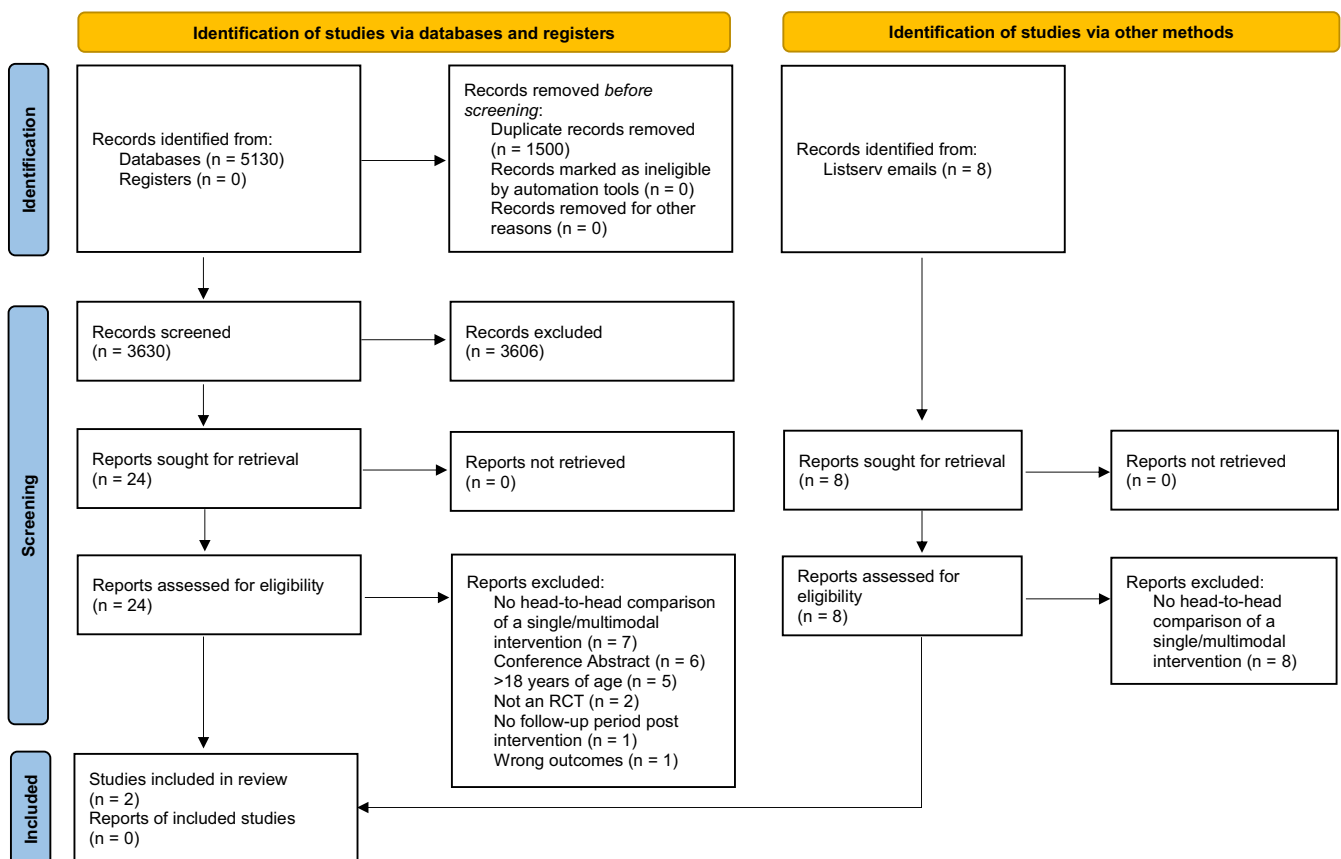 Identification of studies via databases and registers
Identification of studies via other methods
Identification
Records identified from:
Databases (n = 5130)
Registers (n = 0)
Records removed before
screening:
Duplicate records removed
(n = 1500)
Records marked as ineligible
by automation tools (n = 0)
Records removed for other
reasons (n = 0)
Records identified from:
Listserv emails (n = 8)
Screening
Records screened
(n = 3630)
Records excluded
(n = 3606)
Reports sought for retrieval
(n = 24)
Reports not retrieved
(n = 0)
Reports sought for retrieval
(n = 8)
Reports not retrieved
(n = 0)
Reports assessed for eligibility
(n = 24)
Reports excluded:
No head-to-head comparison
of a single/multimodal
intervention (n = 7)
Conference Abstract (n = 6)
>18 years of age (n = 5)
Not an RCT (n = 2)
No follow-up period post
intervention (n = 1)
Wrong outcomes (n = 1)
Reports assessed for
eligibility
(n = 8)
Reports excluded:
No head-to-head
comparison of a
single/multimodal
intervention (n = 8)
Included
Studies included in review
(n = 2)
Reports of included studies
(n = 0)